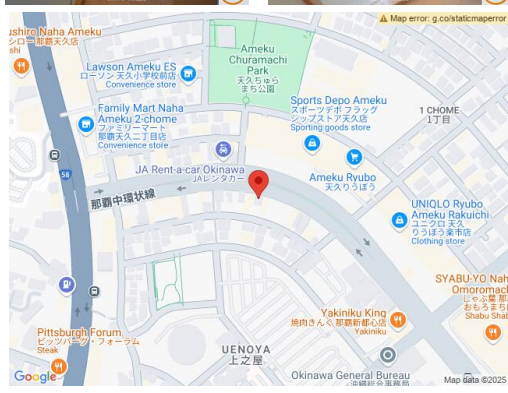 Map error: g.co/staticmaperror
ushiro Naha Ameku
シロー那覇天久店
shi
Ameku
Churamachi
Park
天久ちゅら
まち公園
Lawson Ameku ES
ローソン 天久小学校前店
Convenience store
Family Mart Naha
Ameku 2-chome
ファミリーマート
那覇天久二丁目店
Convenience store
Sports Depo Ameku
スポーツデポ フラッグ
シップストア天久店
Sporting goods store
1 CHOME
1丁目
JA Rent-a-car Okinawa
JAレンタカー
Ameku Ryubo
天久りうぼう
58
那覇中環状線
UNIQLO Ryubo
Ameku Rakuichi
ユニクロ 天久
りうぼう楽市店
Clothing store
SYABU-YO Nah
Omoromach
しゃぶ葉 那
おもろまち
Shabu Shab
Yakiniku King
焼肉きんぐ 那覇新都心店
Yakiniku
Pittsburgh Forum
ピッツバーグ・フォーラム
Steak
UENOYA
上之屋
Okinawa General Bureau
沖縄総合事務局
Google
Map data ©2025